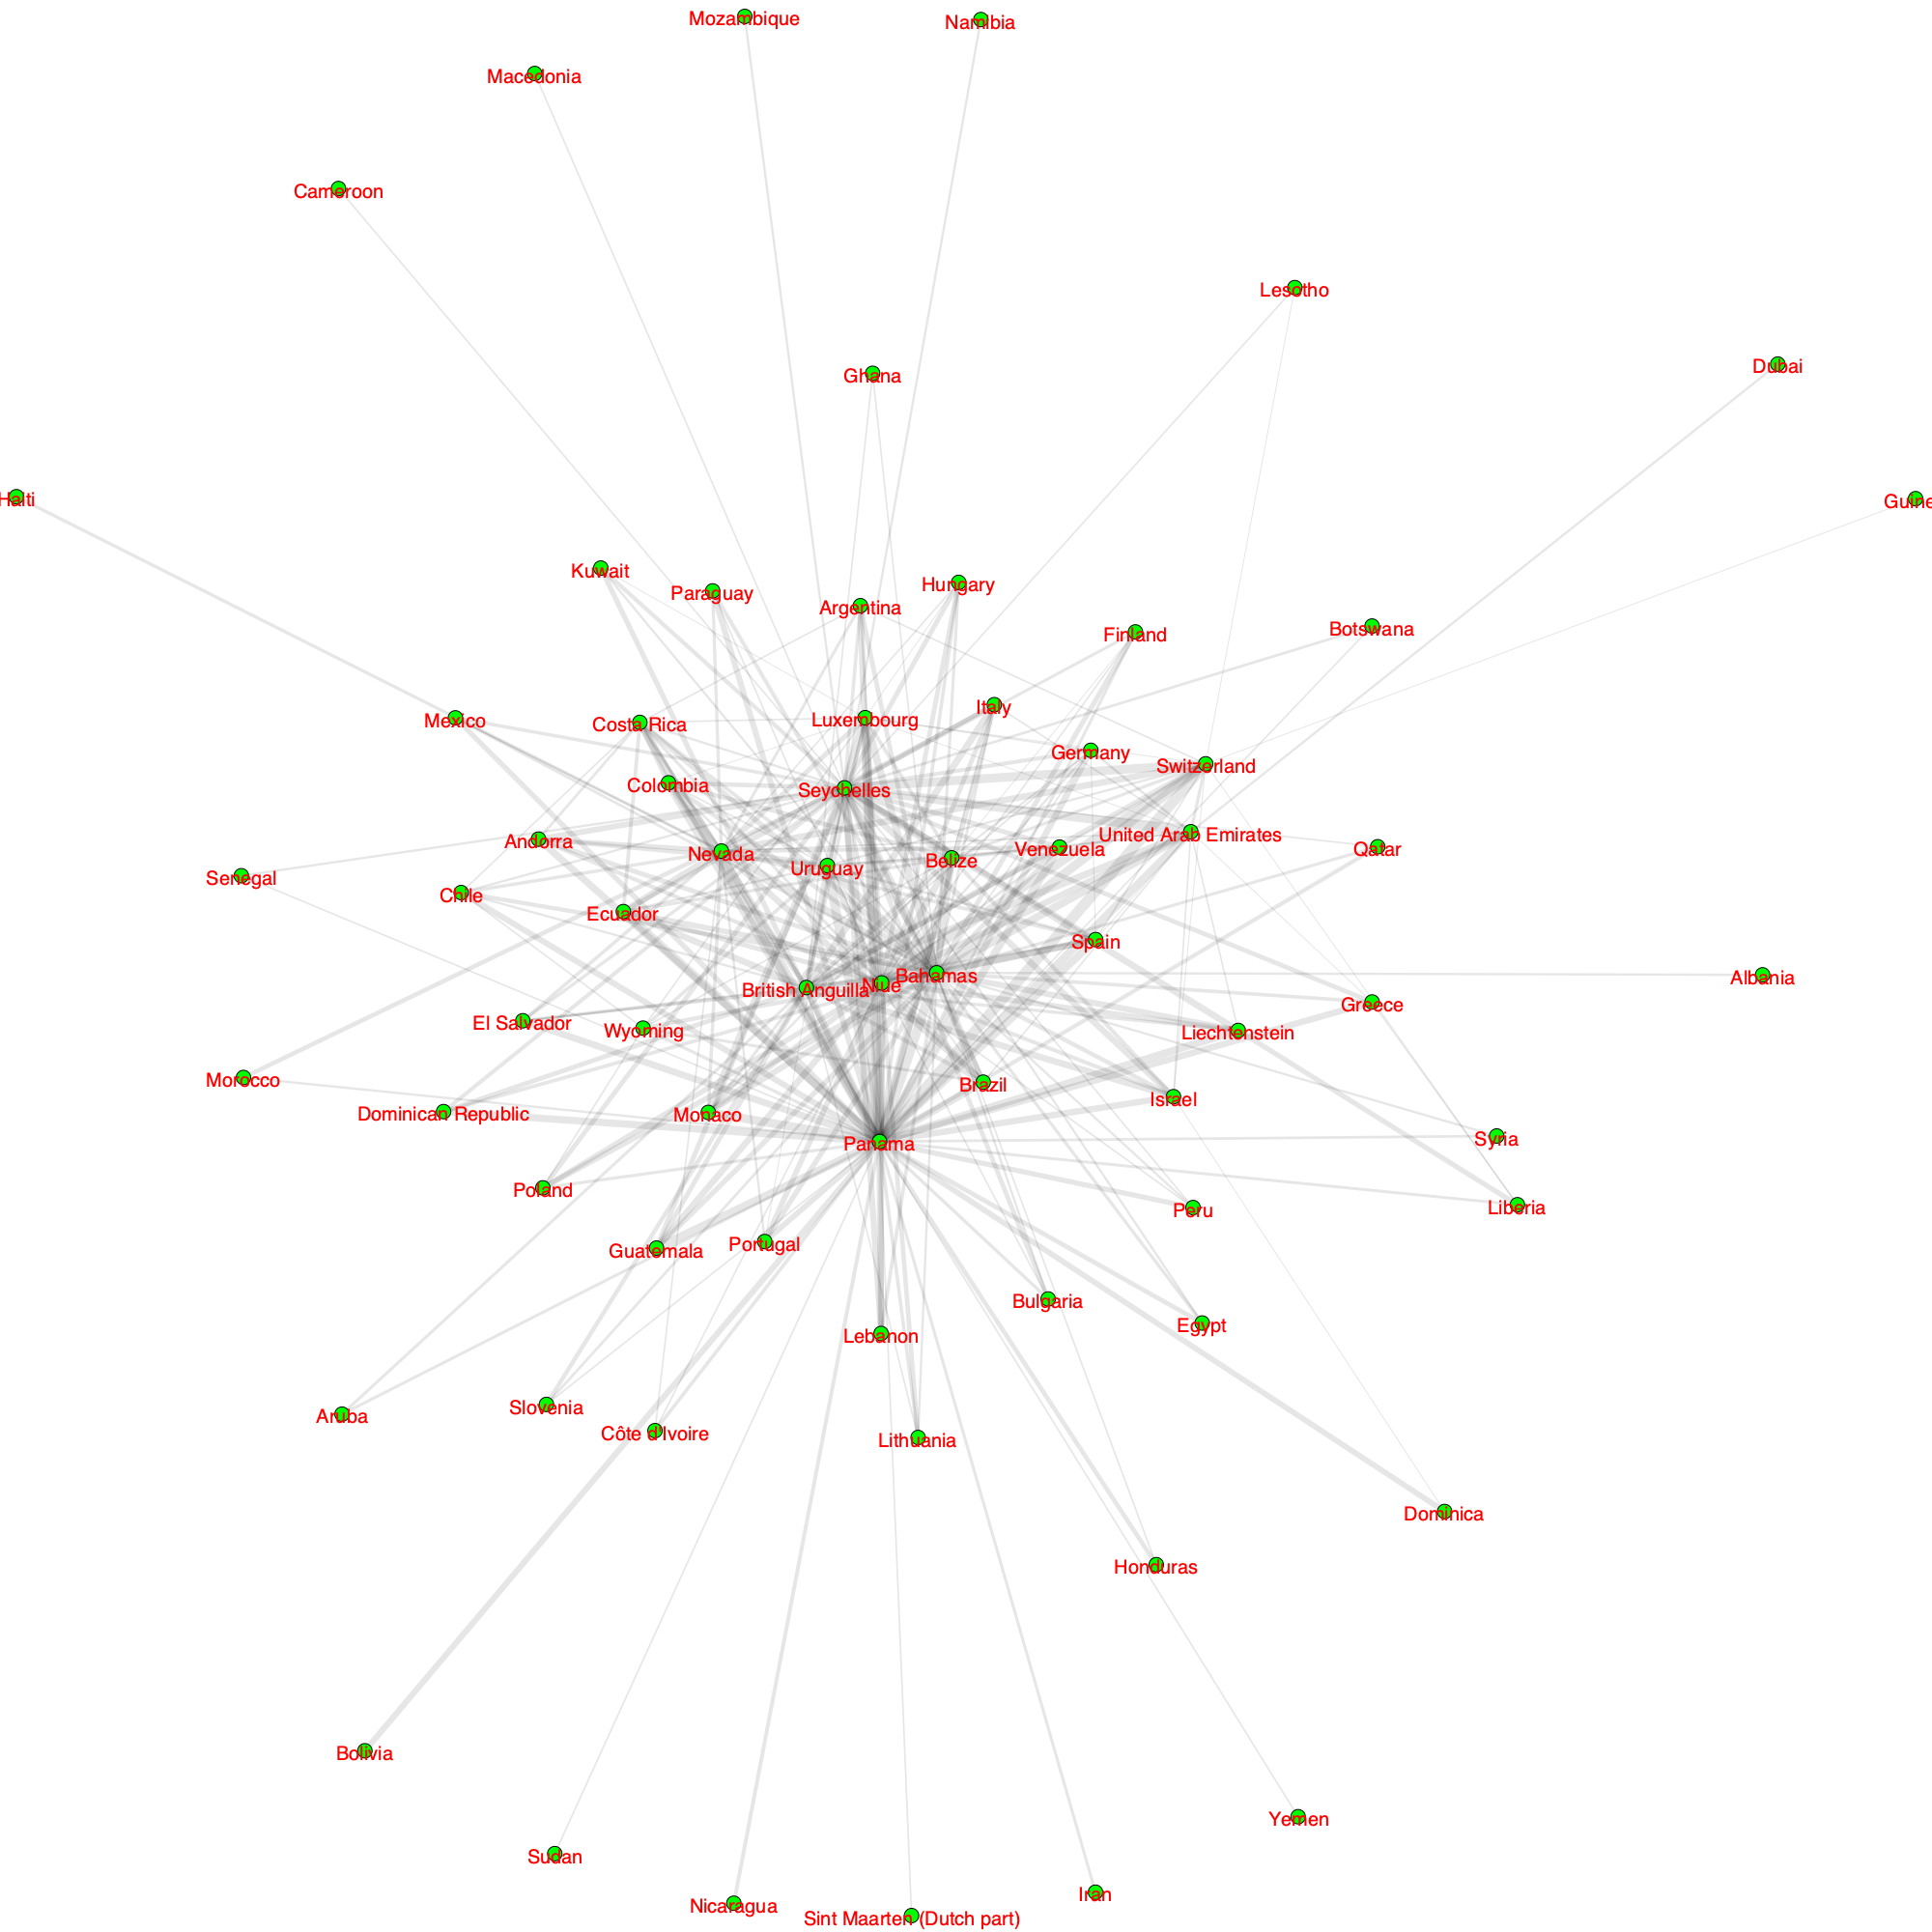 Mozambique
Namibia
Macedonia
Cameroon
Lesotho
Dubai
Ghana
Haiti
Guine
Kuwait
Hungary
Paraguay
Argentina
Botswana
Finland
Italy
Mexico
Luxembourg
Costa Rica
Germany
Switzerland
Colombia
Seychelles
United Arab Emirates
Andorra
Venezuela
Qatar
Nevada
Belize
Uruguay
Senegal
Chile
Ecuador
Spain
Bahamas
Albania
Niue
British Anguilla
Greece
El Salvador
Wyoming
Liechtenstein
Morocco
Brazil
Israel
Dominican Republic
Monaco
Syria
Panama
Poland
Liberia
Peru
Portugal
Guatemala
Bulgaria
Egypt
Lebanon
Slovenia
Aruba
Côte d'Ivoire
Lithuania
Dominica
Honduras
Bolivia
Yemen
Sudan
Iran
Nicaragua
Sint Maarten (Dutch part)